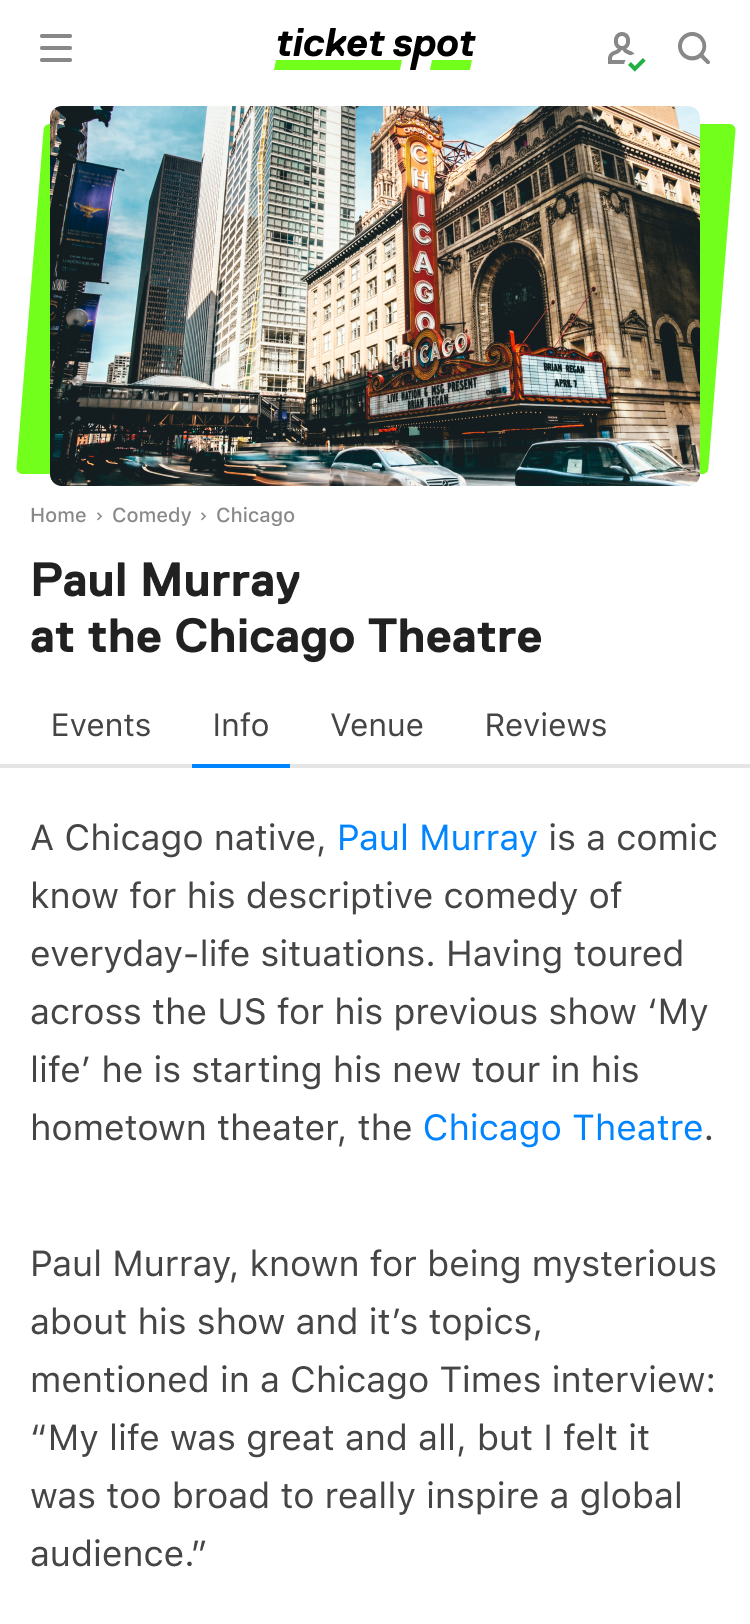 ticket spot
CHICAGO
CHICAGO
LIVE NATION & MSG PRESENT
BRIAN REGAN
BRIAN REGAN
APRIL 7
Home › Comedy › Chicago
Paul Murray
at the Chicago Theatre
Events Info Venue Reviews
A Chicago native, Paul Murray is a comic
know for his descriptive comedy of
everyday-life situations. Having toured
across the US for his previous show ‘My
life’ he is starting his new tour in his
hometown theater, the Chicago Theatre.
Paul Murray, known for being mysterious
about his show and it’s topics,
mentioned in a Chicago Times interview:
“My life was great and all, but I felt it
was too broad to really inspire a global
audience.”